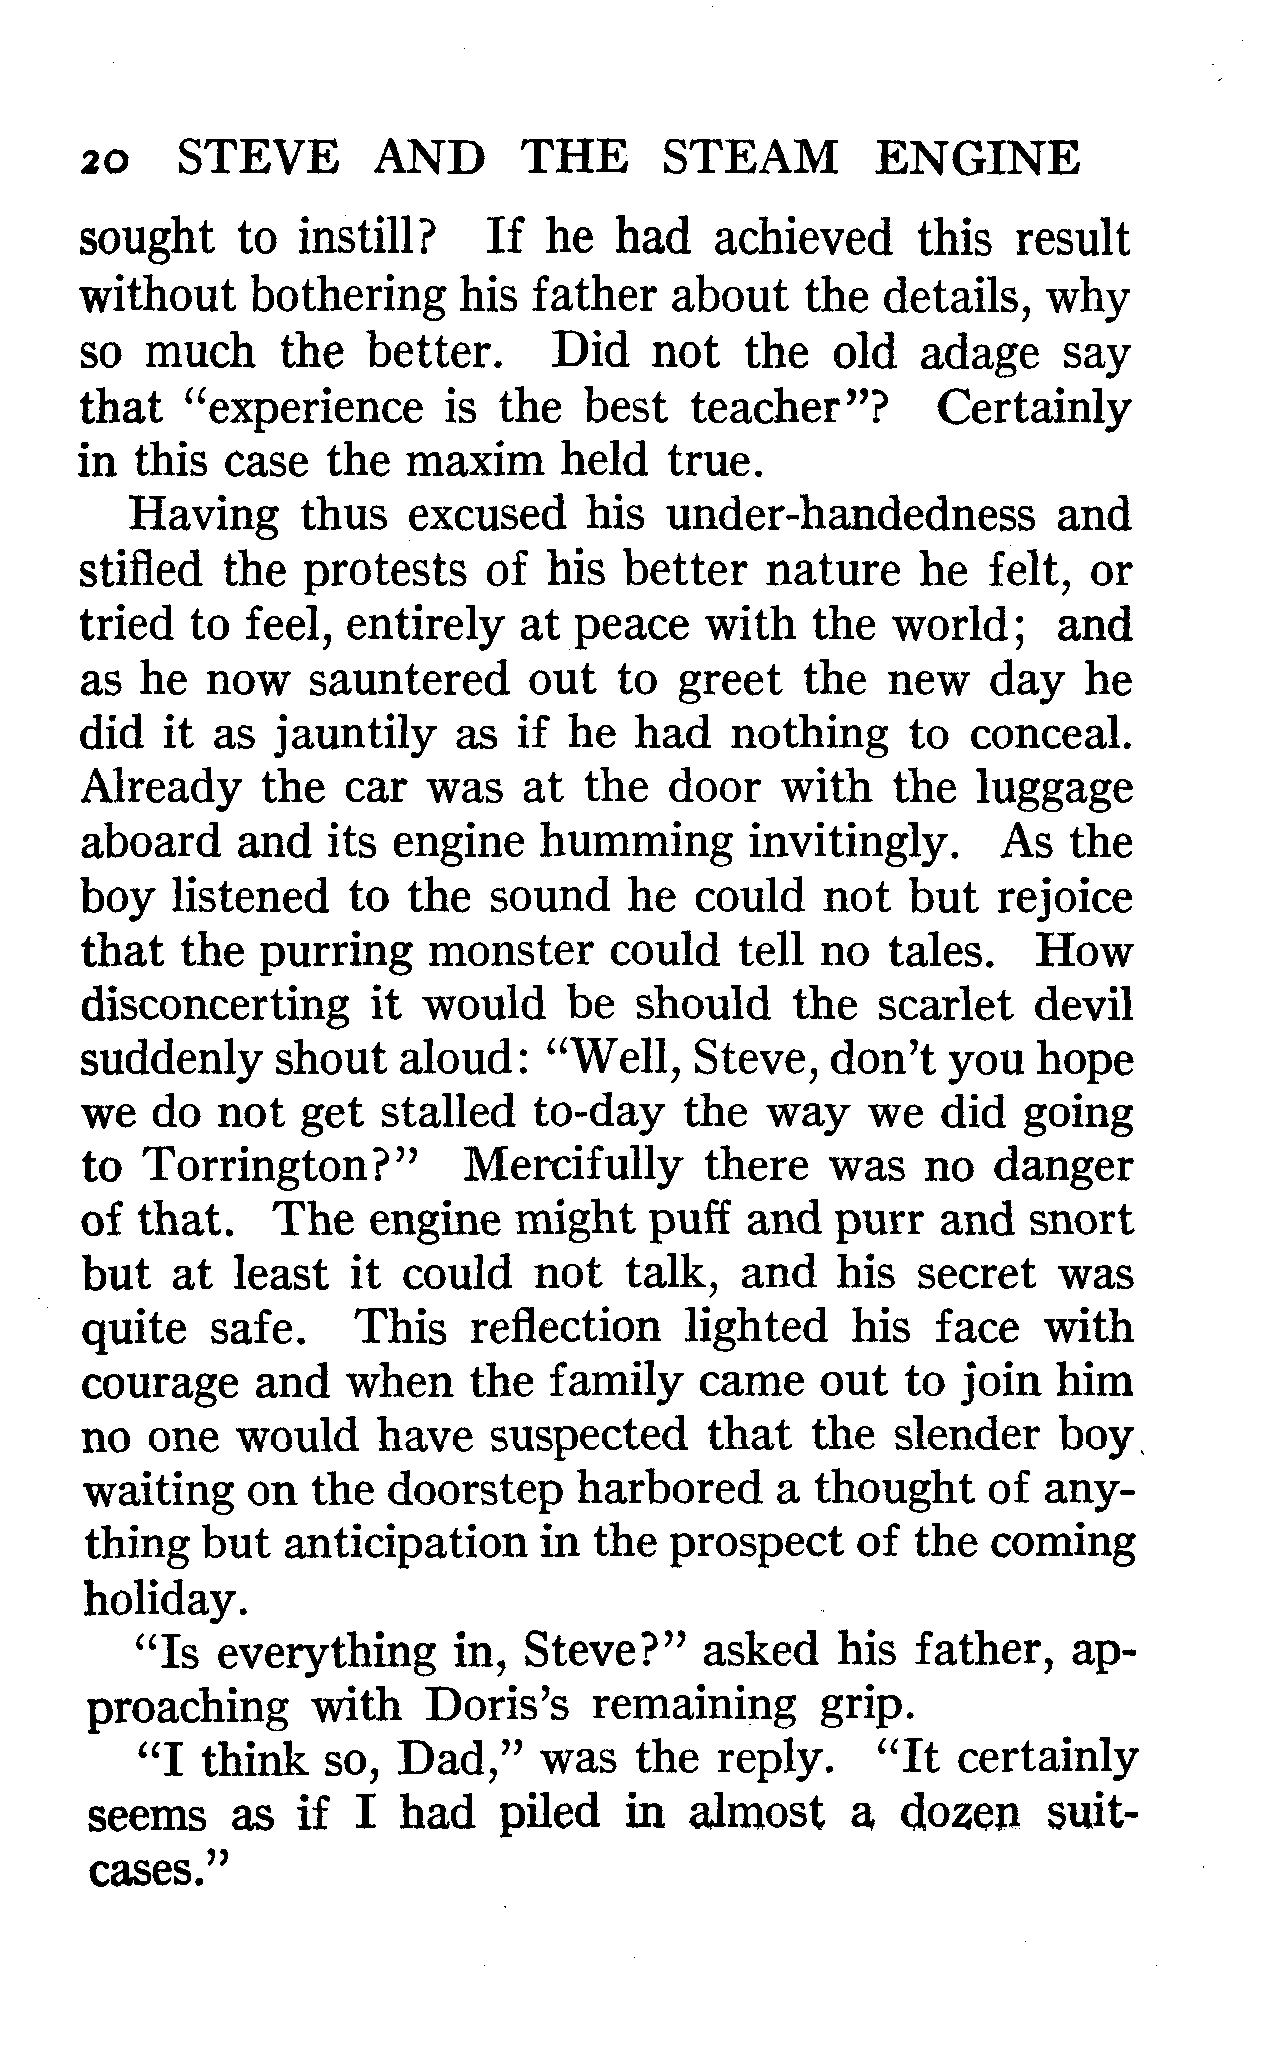 20 STEVE AND THE STEAM ENGINE
sought to instill? If he had achieved this result
without bothering his father about the details, why
so much the better. Did not the old adage say
that "experience is the best teacher"? Certainly
in this case the maxim held true.
Having thus excused his under-handedness and
stifled the protests of his better nature he felt, or
tried to feel, entirely at peace with the world; and
as he now sauntered out to greet the new day he
did it as jauntily as if he had nothing to conceal.
Already the car was at the door with the luggage
aboard and its engine humming invitingly. As the
boy listened to the sound he could not but rejoice
that the purring monster could tell no tales. How
disconcerting it would be should the scarlet devil
suddenly shout aloud: "Well, Steve, don't you hope
we do not get stalled to-day the way we did going
to Torrington?" Mercifully there was no danger
of that. The engine might puff and purr and snort
but at least it could not talk, and his secret was
quite safe. This reflection lighted his face with
courage and when the family came out to join him
no one would have suspected that the slender boy
waiting on the doorstep harbored a thought of any-
thing but anticipation in the prospect of the coming
holiday.
"Is everything in, Steve?" asked his father, ap-
proaching with Doris's remaining grip.
"I think so, Dad," was the reply. "It certainly
seems as if I had piled in almost a dozen suit-
cases."